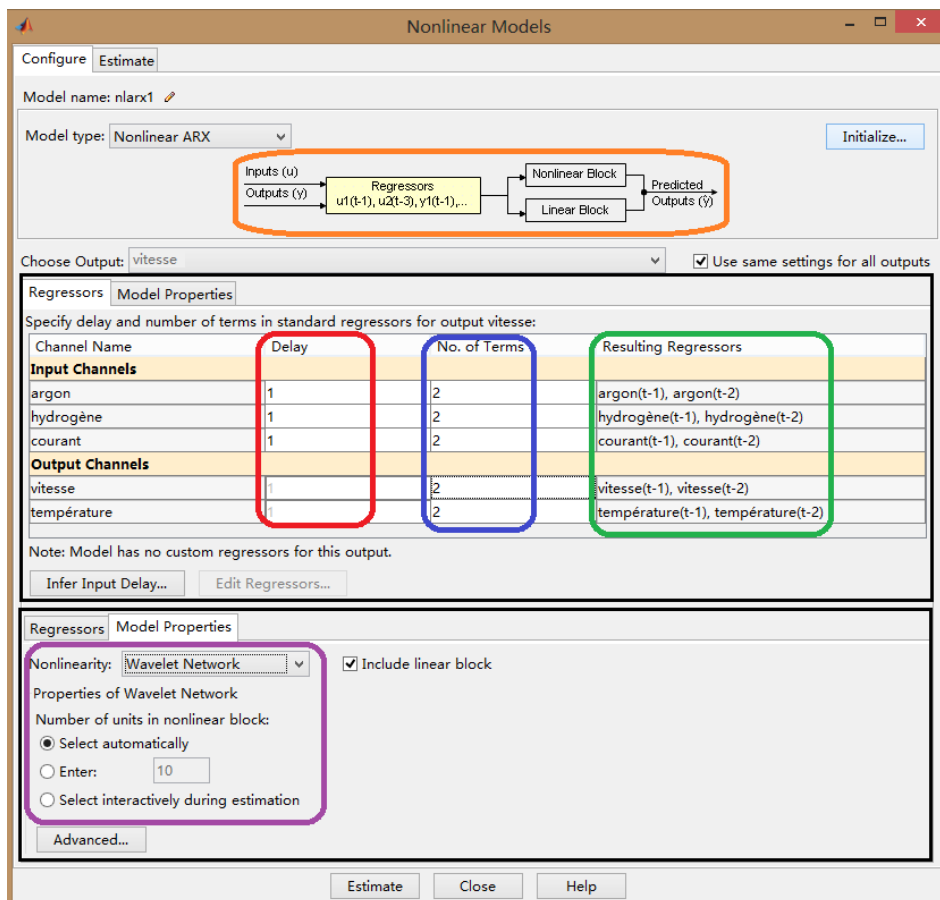 Nonlinear Models
Configure Estimate
Model name: nlarx1
Model type: Nonlinear ARX Initialize...
Inputs (u)
Outputs (y)
Regressors
u1(t-1), u2(t-3), y1(t-1),...
Nonlinear Block
Linear Block
Predicted
Outputs (ŷ)
Choose Output: vitesse Use same settings for all outputs
Regressors Model Properties
Specify delay and number of terms in standard regressors for output vitesse:
Channel Name Delay No. of Terms Resulting Regressors
Input Channels
argon 1 2 argon(t-1), argon(t-2)
hydrogène 1 2 hydrogène(t-1), hydrogène(t-2)
courant 1 2 courant(t-1), courant(t-2)
Output Channels
vitesse 1 2 vitesse(t-1), vitesse(t-2)
température 1 2 température(t-1), température(t-2)
Note: Model has no custom regressors for this output.
Infer Input Delay... Edit Regressors...
Regressors Model Properties
Nonlinearity: Wavelet Network Include linear block
Properties of Wavelet Network
Number of units in nonlinear block:
Select automatically
Enter: 10
Select interactively during estimation
Advanced...
Estimate Close Help